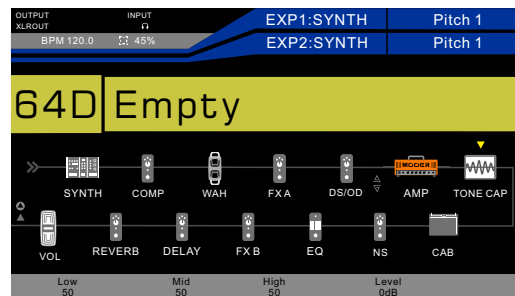 OUTPUT INPUT EXP1:SYNTH Pitch 1
XLROUT
BPM 120.0 45% EXP2:SYNTH Pitch 1
64D Empty
MOOER
SYNTH COMP WAH FX A DS/OD AMP TONE CAP
VOL REVERB DELAY FX B EQ NS CAB
Low Mid High Level
50 50 50 0dB